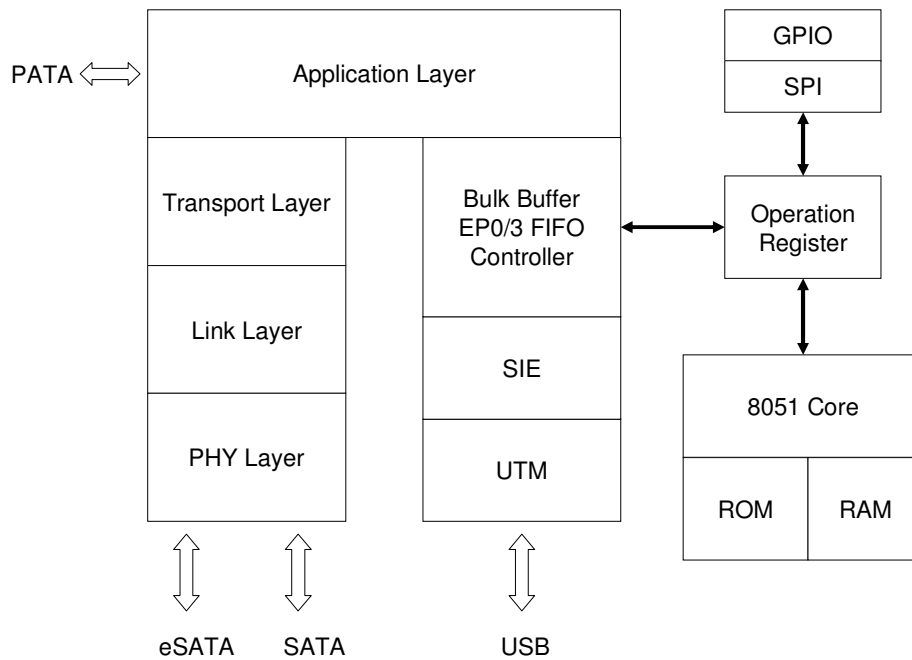 PATA
Application Layer
Transport Layer
Link Layer
PHY Layer
eSATA
SATA
Bulk Buffer
EP0/3 FIFO
Controller
SIE
UTM
USB
GPIO
SPI
Operation
Register
8051 Core
ROM
RAM